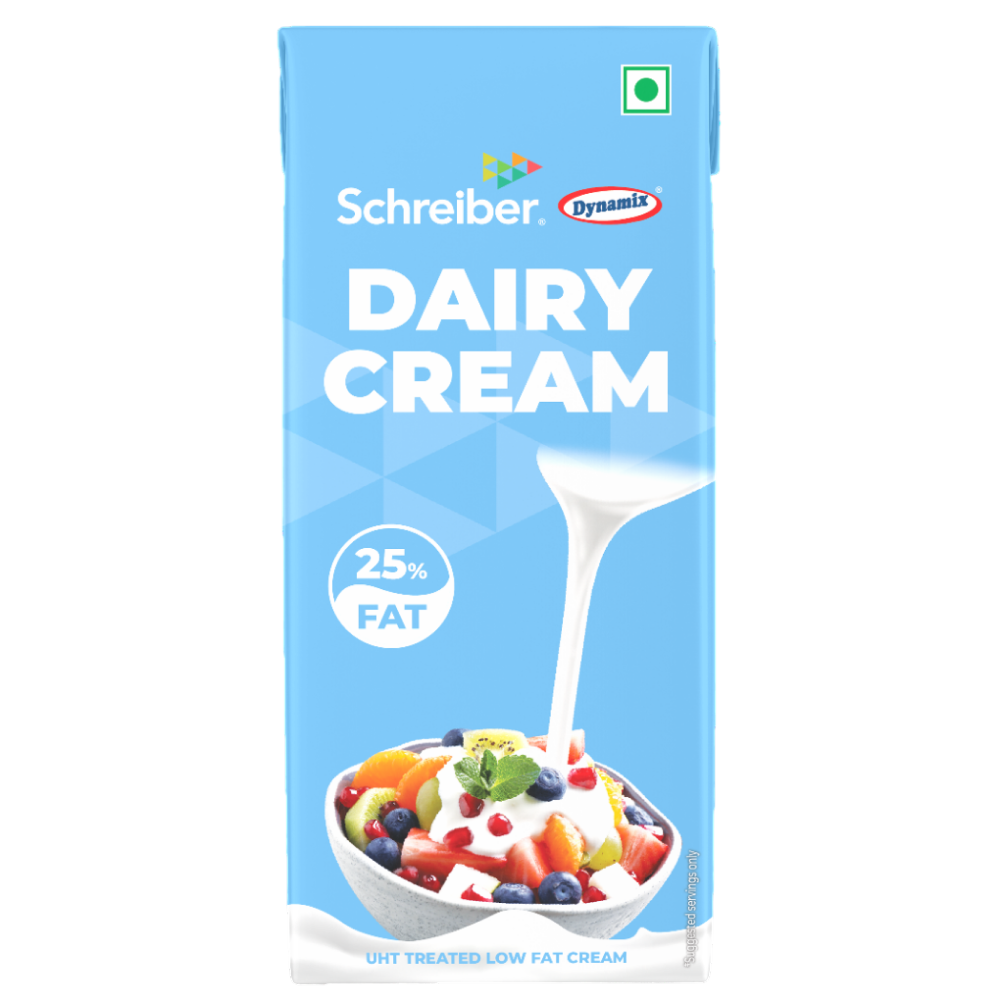 Schreiber®
Dynamix®
DAIRY
CREAM
25%
FAT
*Suggested servings only
UHT TREATED LOW FAT CREAM